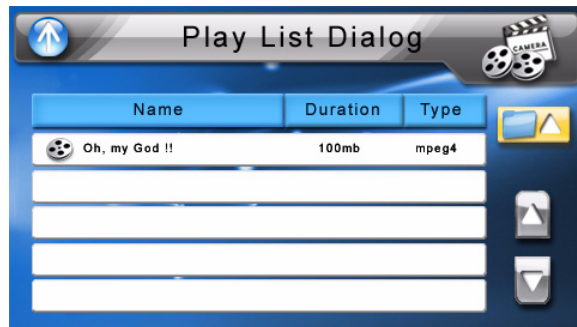 Play List Dialog
CAMERA
Name Duration Type
Oh, my God !! 100mb mpeg4